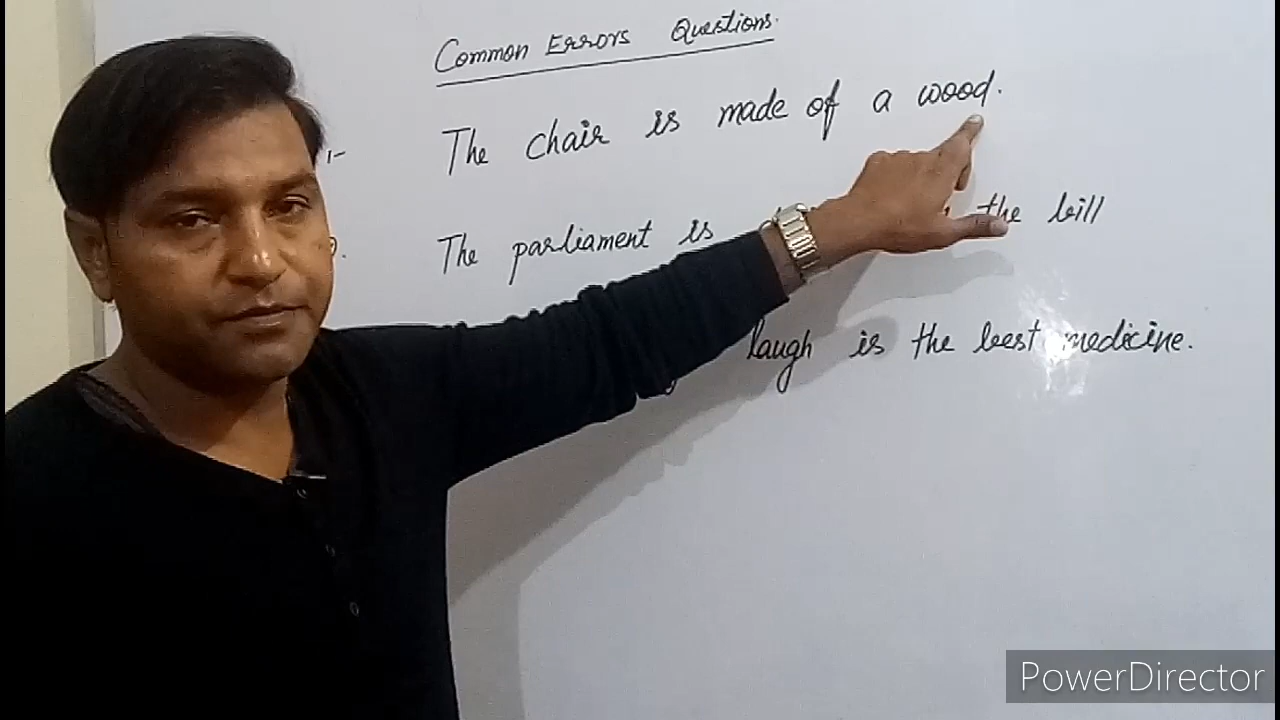 Common Errors Questions.
1- The chair is made of a wood.
The parliament is the bill
laugh is the best medicine.
PowerDirector